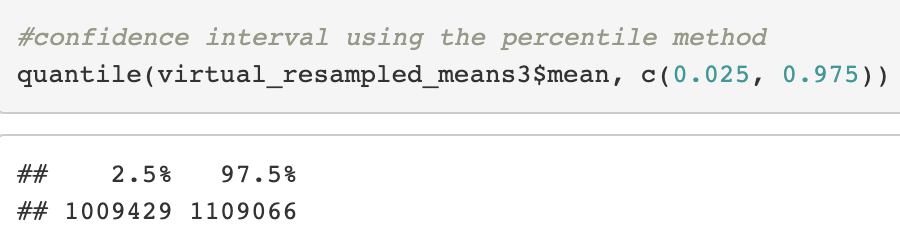 #confidence interval using the percentile method
quantile(virtual_resampled_means3$mean, c(0.025, 0.975))
##    2.5%   97.5%
## 1009429 1109066